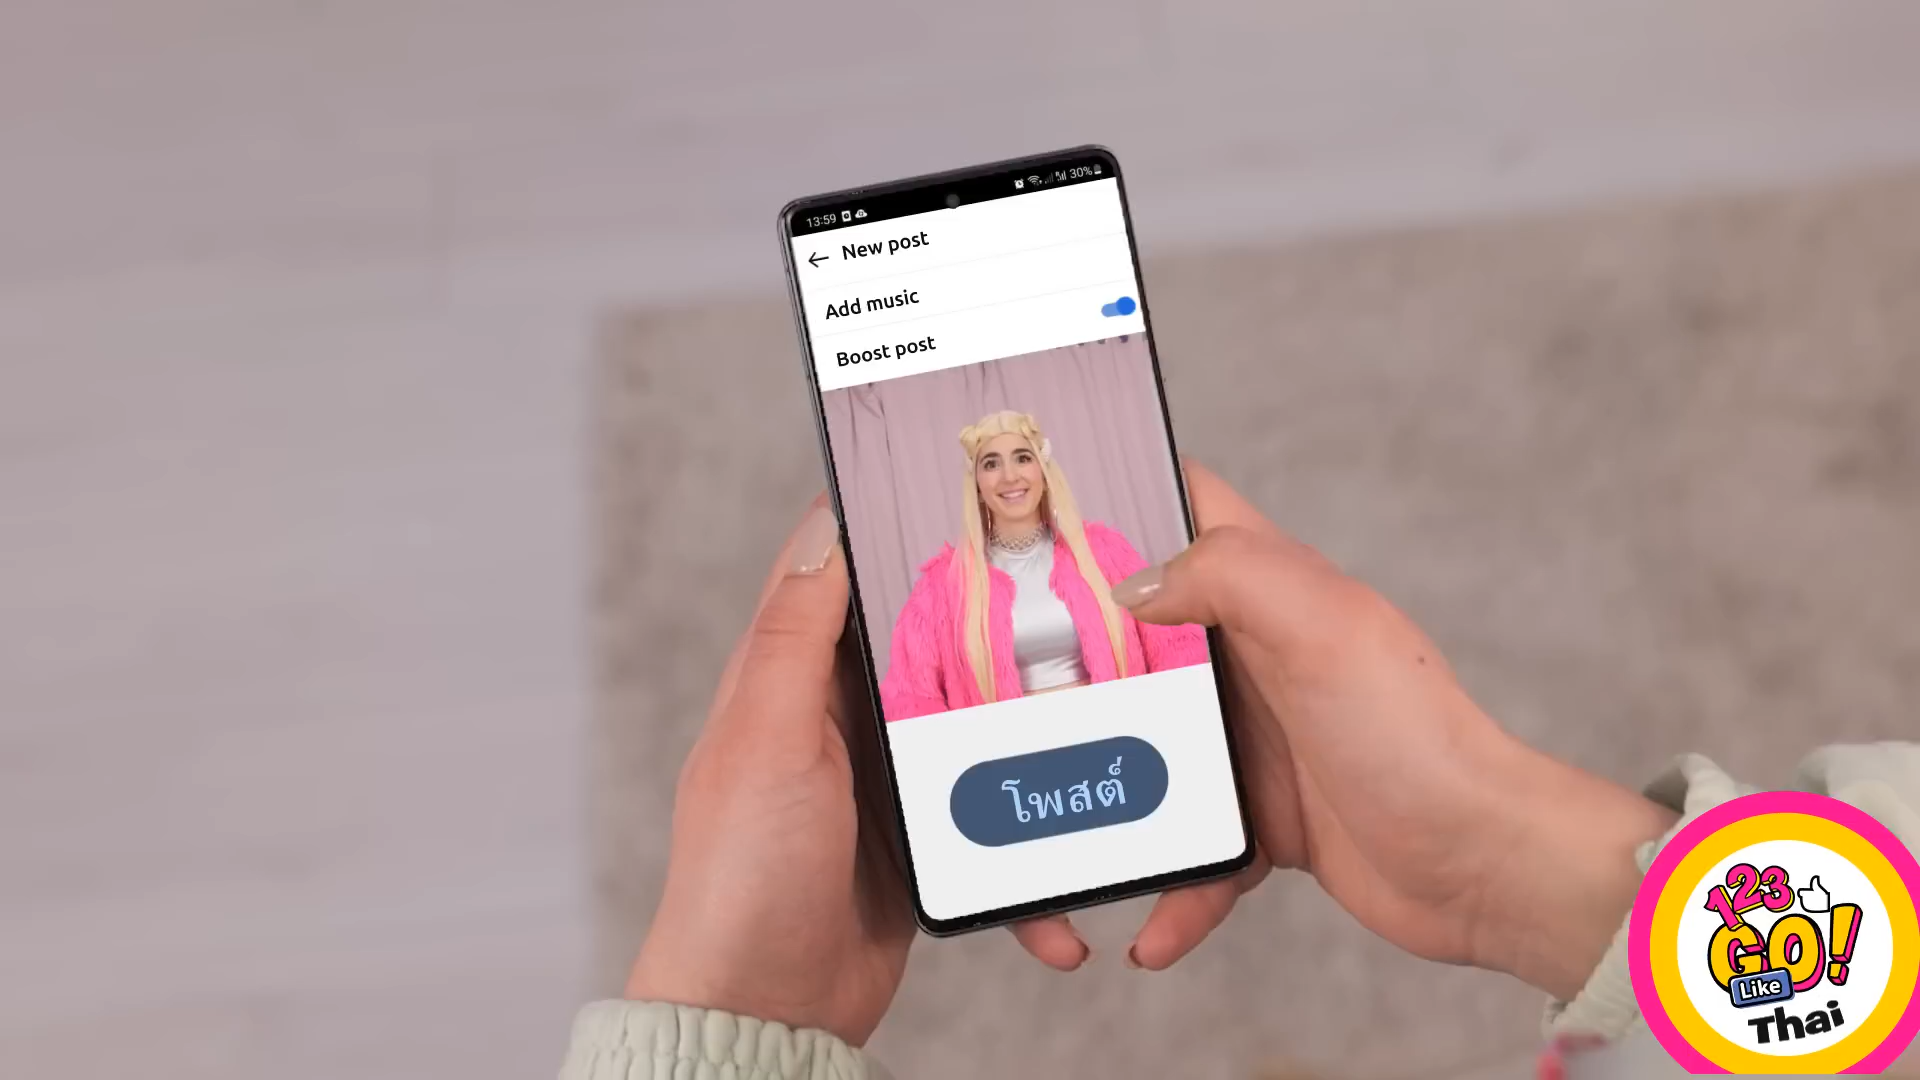 13:59
30%
New post
Add music
Boost post
โพสต์
123
GO!
Like
Thai